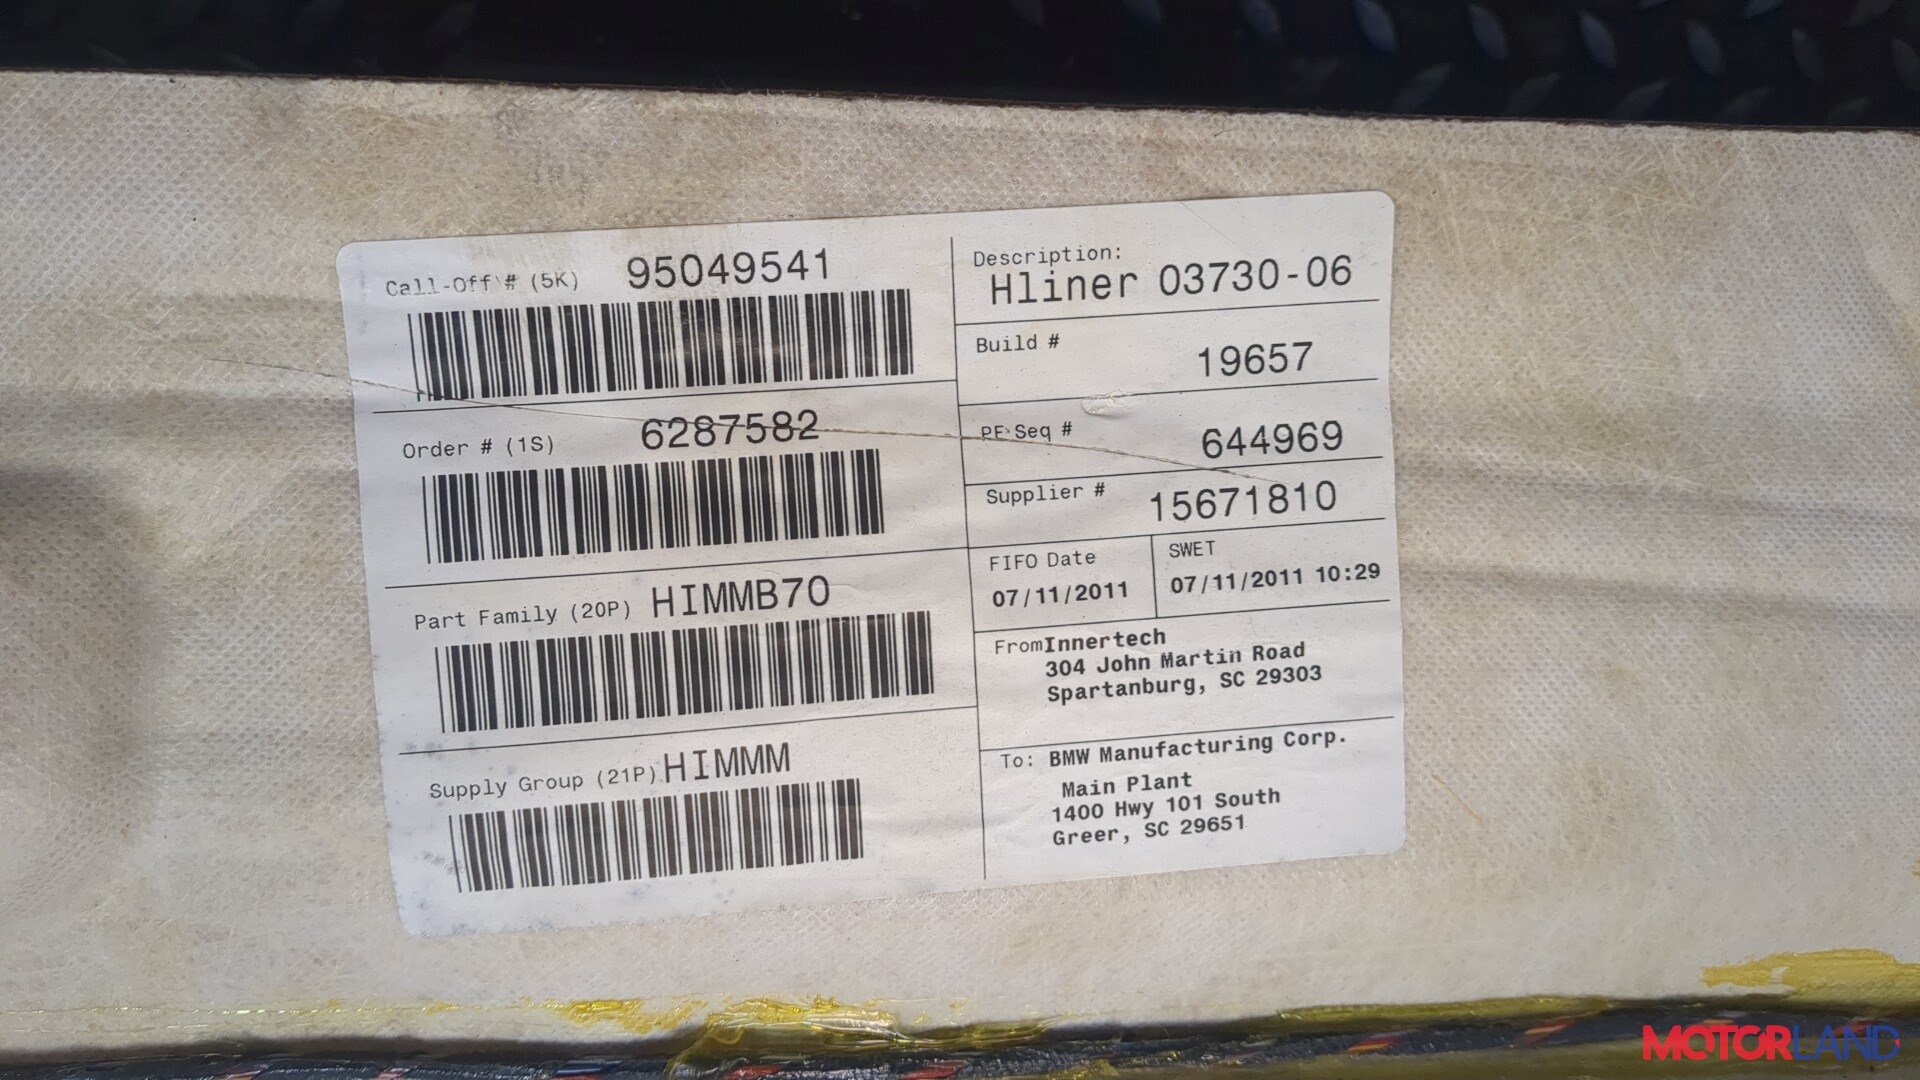 Call-Off # (5K) 95049541
Order # (1S) 6287582
Part Family (20P) HIMMB70
Supply Group (21P) HIMMM
Description:
Hliner 03730-06
Build #
19657
PF Seq #
644969
Supplier #
15671810
FIFO Date
07/11/2011
SWET
07/11/2011 10:29
From Innertech
304 John Martin Road
Spartanburg, SC 29303
To: BMW Manufacturing Corp.
Main Plant
1400 Hwy 101 South
Greer, SC 29651
MOTORLAND